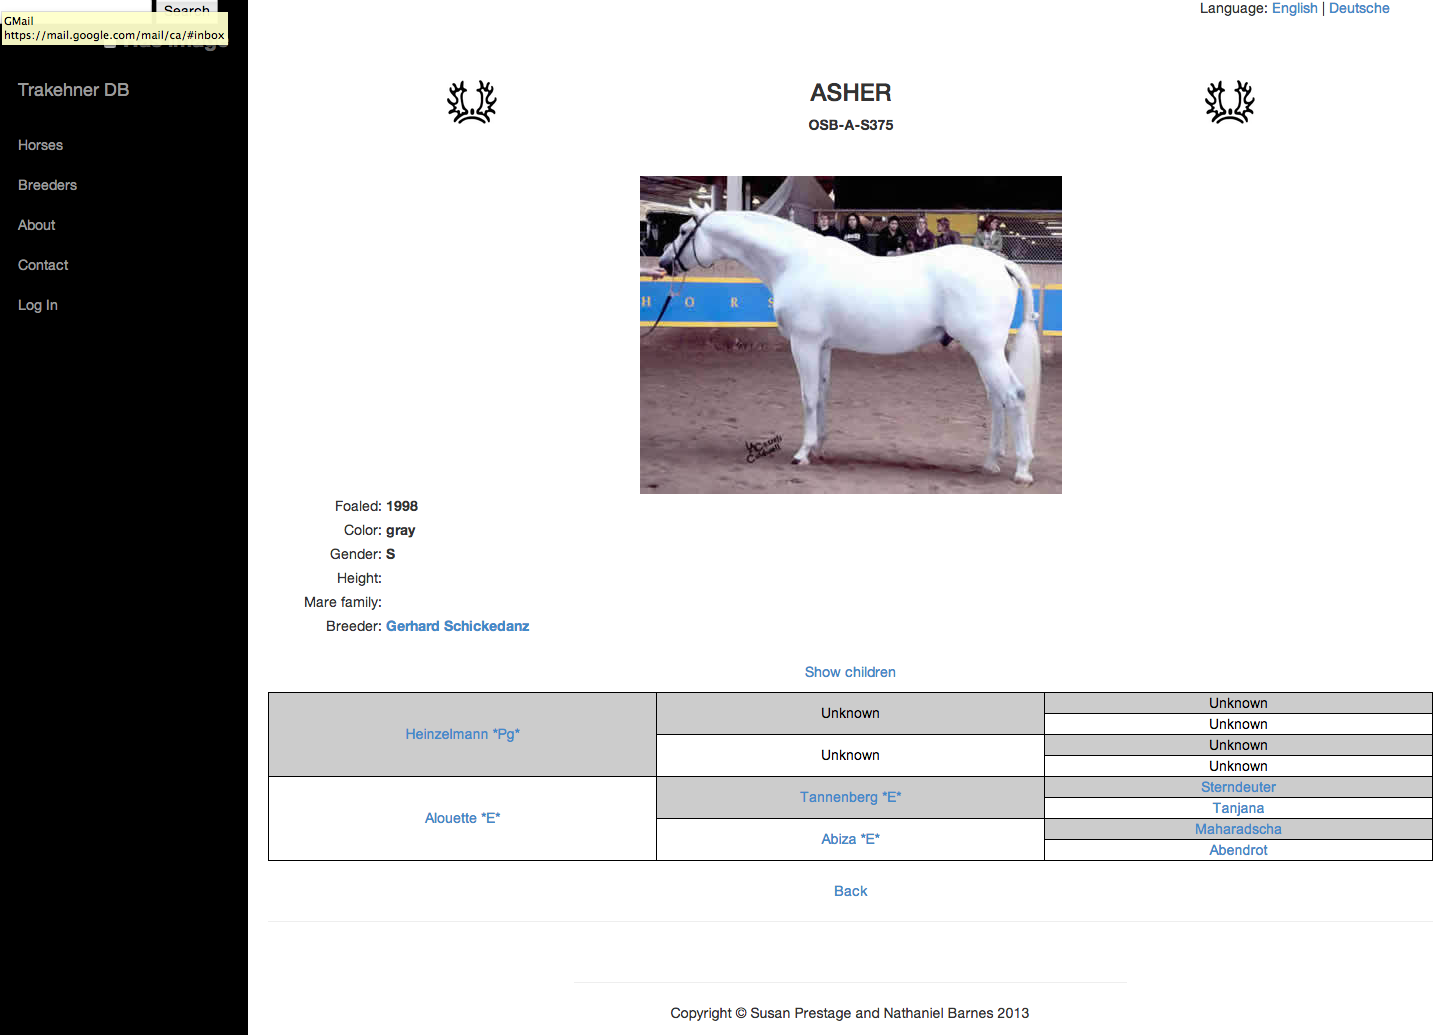 Search
GMail
https://mail.google.com/mail/ca/#inbox
Has image
Language: English | Deutsche
Trakehner DB
Horses
Breeders
About
Contact
Log In
ASHER
OSB-A-S375
H O R S
Foaled: 1998
Color: gray
Gender: S
Height:
Mare family:
Breeder: Gerhard Schickedanz
Show children
Heinzelmann *Pg*
Unknown
Unknown
Unknown
Unknown
Unknown
Unknown
Alouette *E*
Tannenberg *E*
Sterndeuter
Tanjana
Abiza *E*
Maharadscha
Abendrot
Back
Copyright © Susan Prestage and Nathaniel Barnes 2013